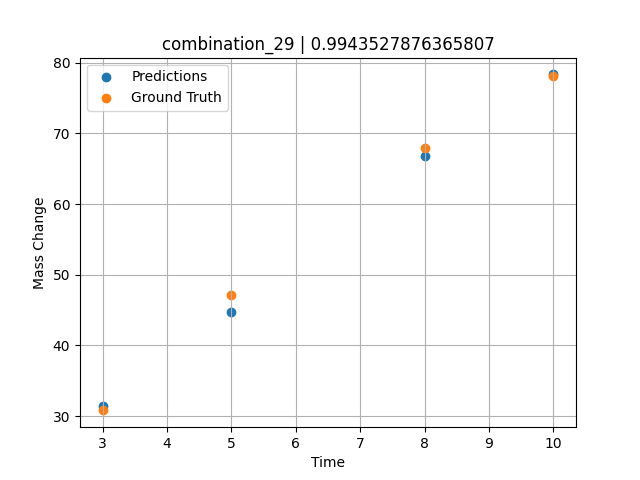 combination_29 | 0.9943527876365807
Predictions
Ground Truth
80
70
60
50
40
30
Mass Change
3 4 5 6 7 8 9 10
Time